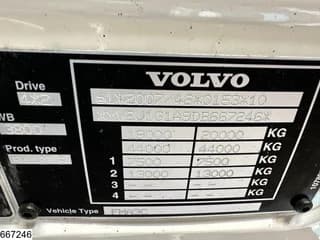 VOLVO
Drive
4X2
WB
3800
Prod. type
18000 20000 KG
44000 44000 KG
1 7500 7500 KG
2 13000 13000 KG
3 -- -- KG
4 -- -- KG
Vehicle Type
667246